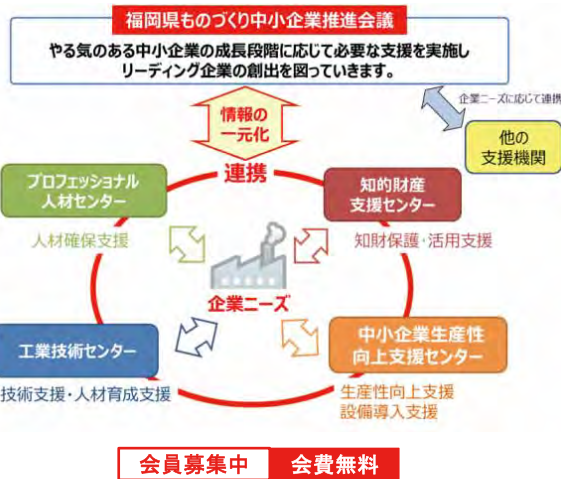 福岡県ものづくり中小企業推進会議
やる気のある中小企業の成長段階に応じて必要な支援を実施し
リーディング企業の創出を図っていきます。
企業ニーズに応じて連携
情報の
一元化
他の
支援機関
連携
プロフェッショナル
人材センター
知的財産
支援センター
人材確保支援
知財保護・活用支援
企業ニーズ
工業技術センター
中小企業生産性
向上支援センター
技術支援・人材育成支援
生産性向上支援
設備導入支援
会員募集中 会費無料